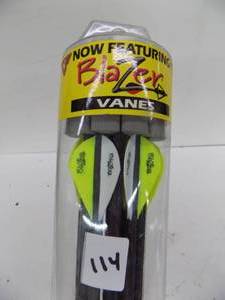 NOW FEATURING
BlaZer
VANES
114